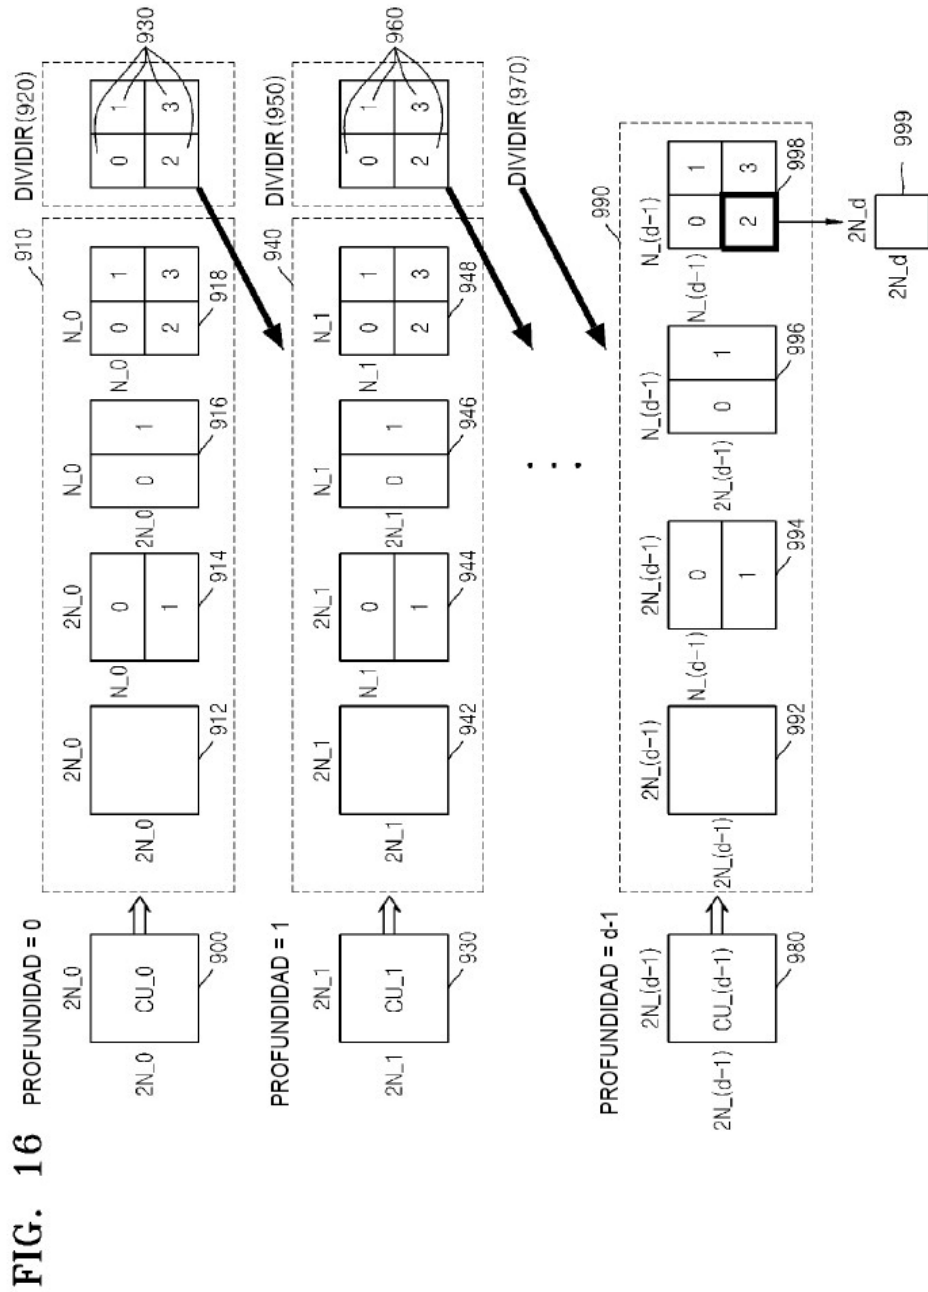 FIG. 16
PROFUNDIDAD = 0
2N_0
2N_0
CU_0
900
910
2N_0
2N_0
912
2N_0
N_0
0
1
914
N_0
2N_0
0
1
916
N_0
N_0
0
1
2
3
918
DIVIDIR(920)
0
1
2
3
930
PROFUNDIDAD = 1
2N_1
2N_1
CU_1
930
940
2N_1
2N_1
942
2N_1
N_1
0
1
944
N_1
2N_1
0
1
946
N_1
N_1
0
1
2
3
948
DIVIDIR(950)
0
1
2
3
960
DIVIDIR(970)
PROFUNDIDAD = d-1
2N_(d-1)
2N_(d-1)
CU_(d-1)
980
990
2N_(d-1)
2N_(d-1)
992
2N_(d-1)
N_(d-1)
0
1
994
N_(d-1)
2N_(d-1)
0
1
996
N_(d-1)
N_(d-1)
0
1
2
3
998
2N_d
2N_d
999